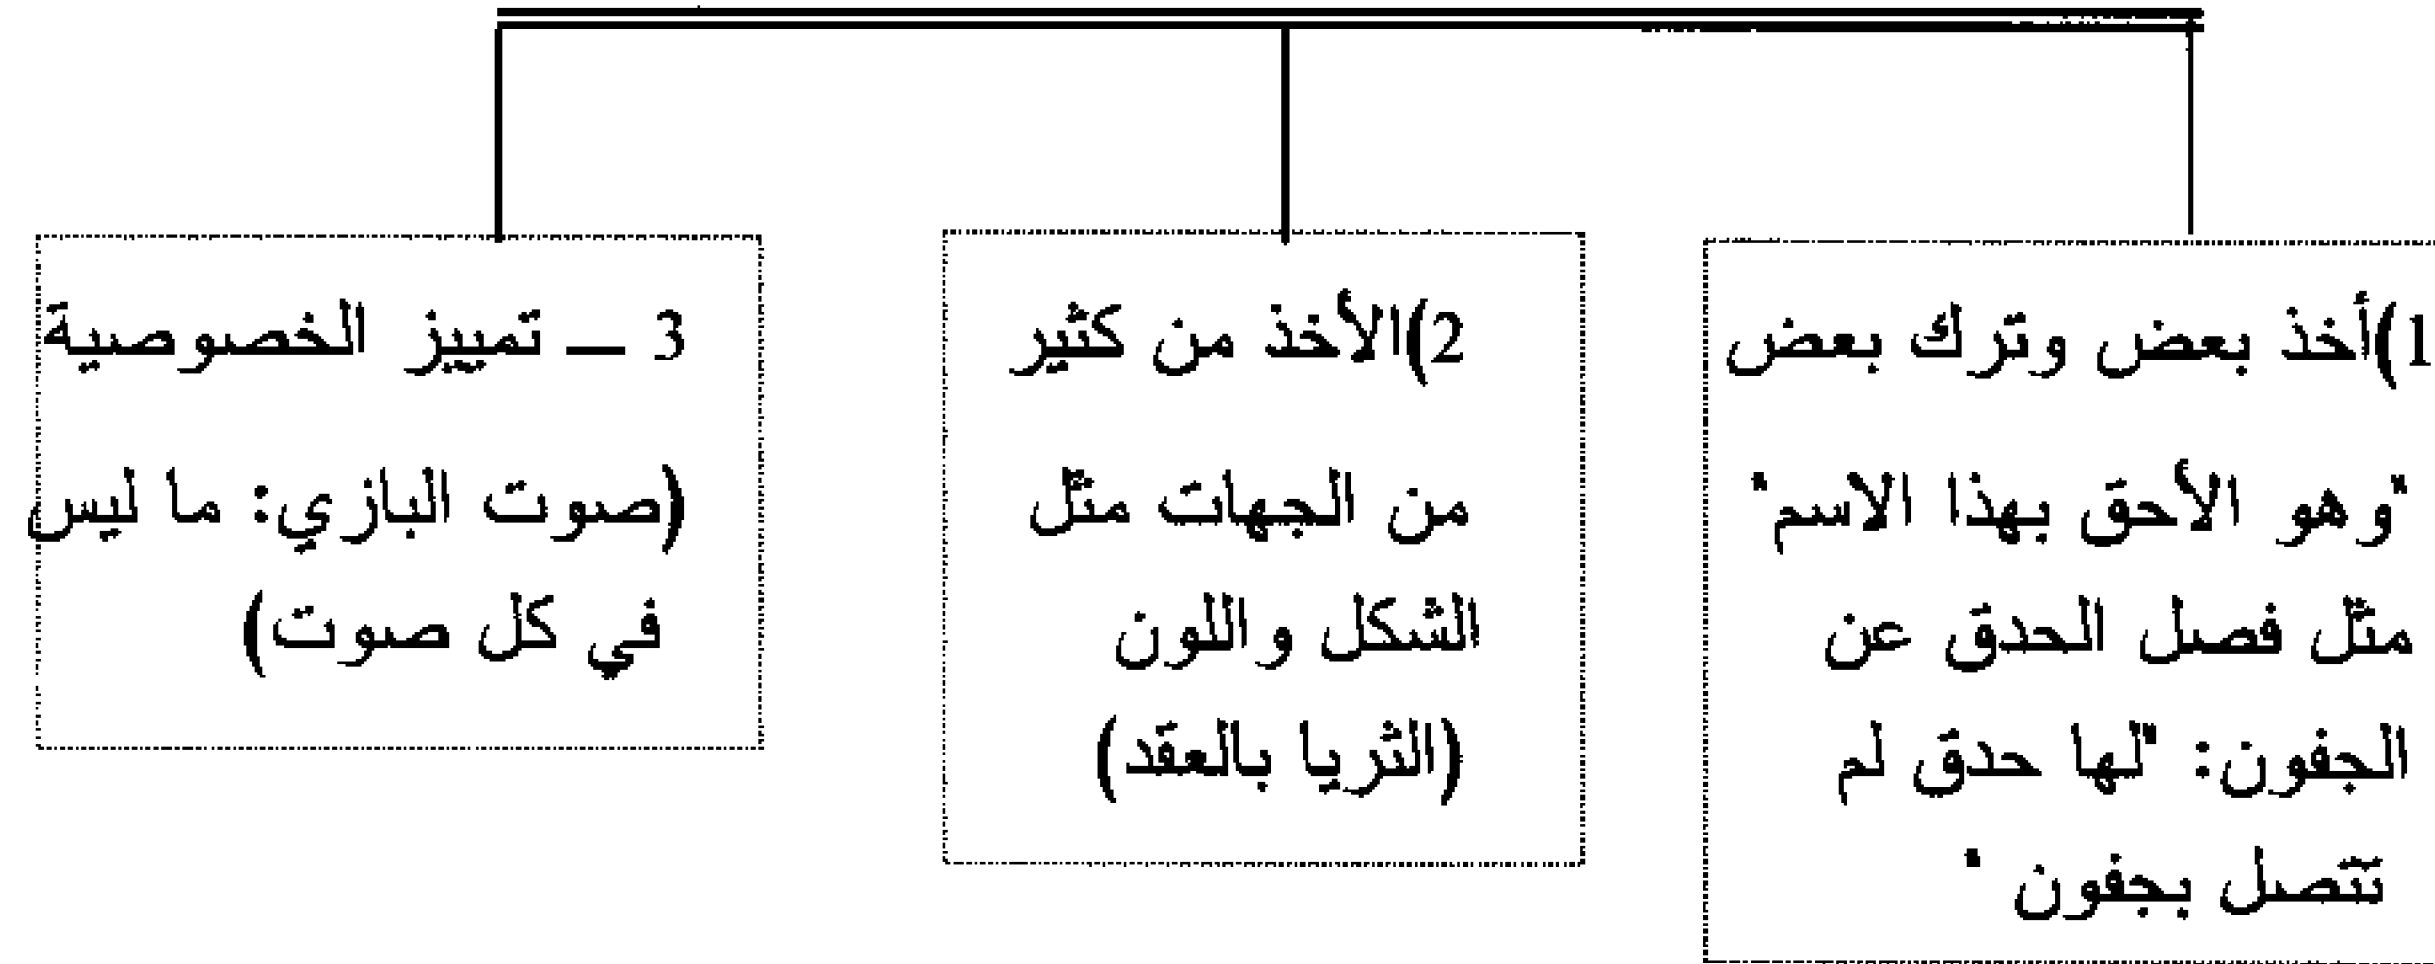 1)أخذ بعض وترك بعض
"وهو الأحق بهذا الاسم"
مثل فصل الحدق عن
الجفون: "لها حدق لم
تتصل بجفون "
2)الأخذ من كثير
من الجهات مثل
الشكل واللون
(الثريا بالعقد)
3 ــ تمييز الخصوصية
(صوت البازي: ما ليس
في كل صوت)